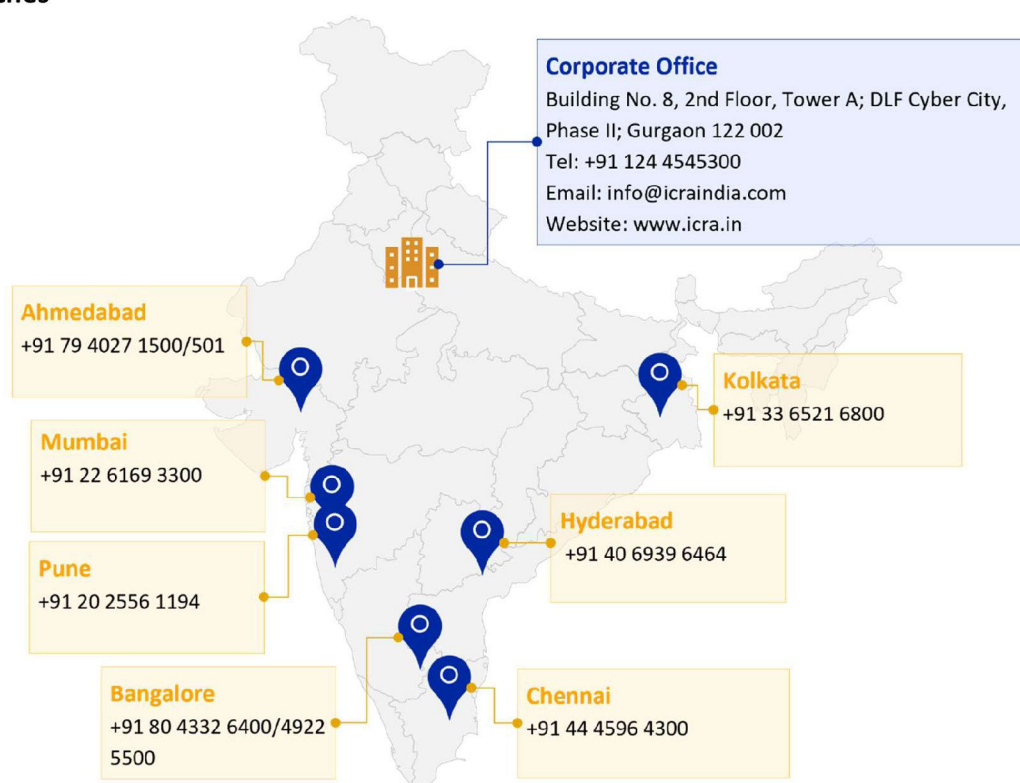 Corporate Office
Building No. 8, 2nd Floor, Tower A; DLF Cyber City,
Phase II; Gurgaon 122 002
Tel: +91 124 4545300
Email: info@icraindia.com
Website: www.icra.in
Ahmedabad
+91 79 4027 1500/501
Kolkata
+91 33 6521 6800
Mumbai
+91 22 6169 3300
Hyderabad
+91 40 6939 6464
Pune
+91 20 2556 1194
Bangalore
+91 80 4332 6400/4922
5500
Chennai
+91 44 4596 4300